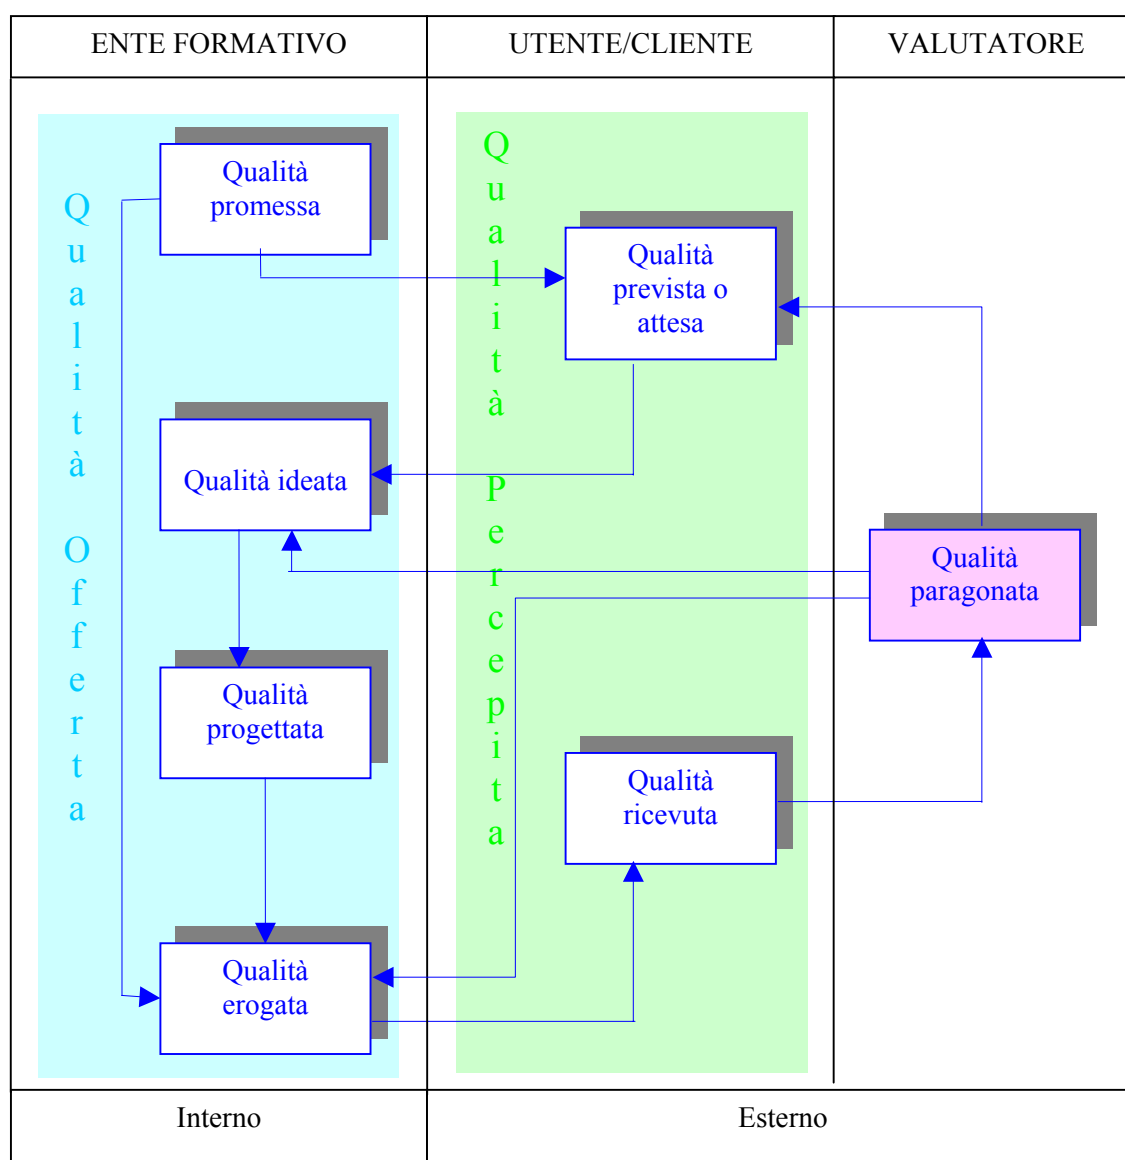 ENTE FORMATIVO
UTENTE/CLIENTE
VALUTATORE
Qualità Offerta
Qualità
promessa
Qualità ideata
Qualità
progettata
Qualità
erogata
Qualità Percepita
Qualità
prevista o
attesa
Qualità
ricevuta
Qualità
paragonata
Interno
Esterno